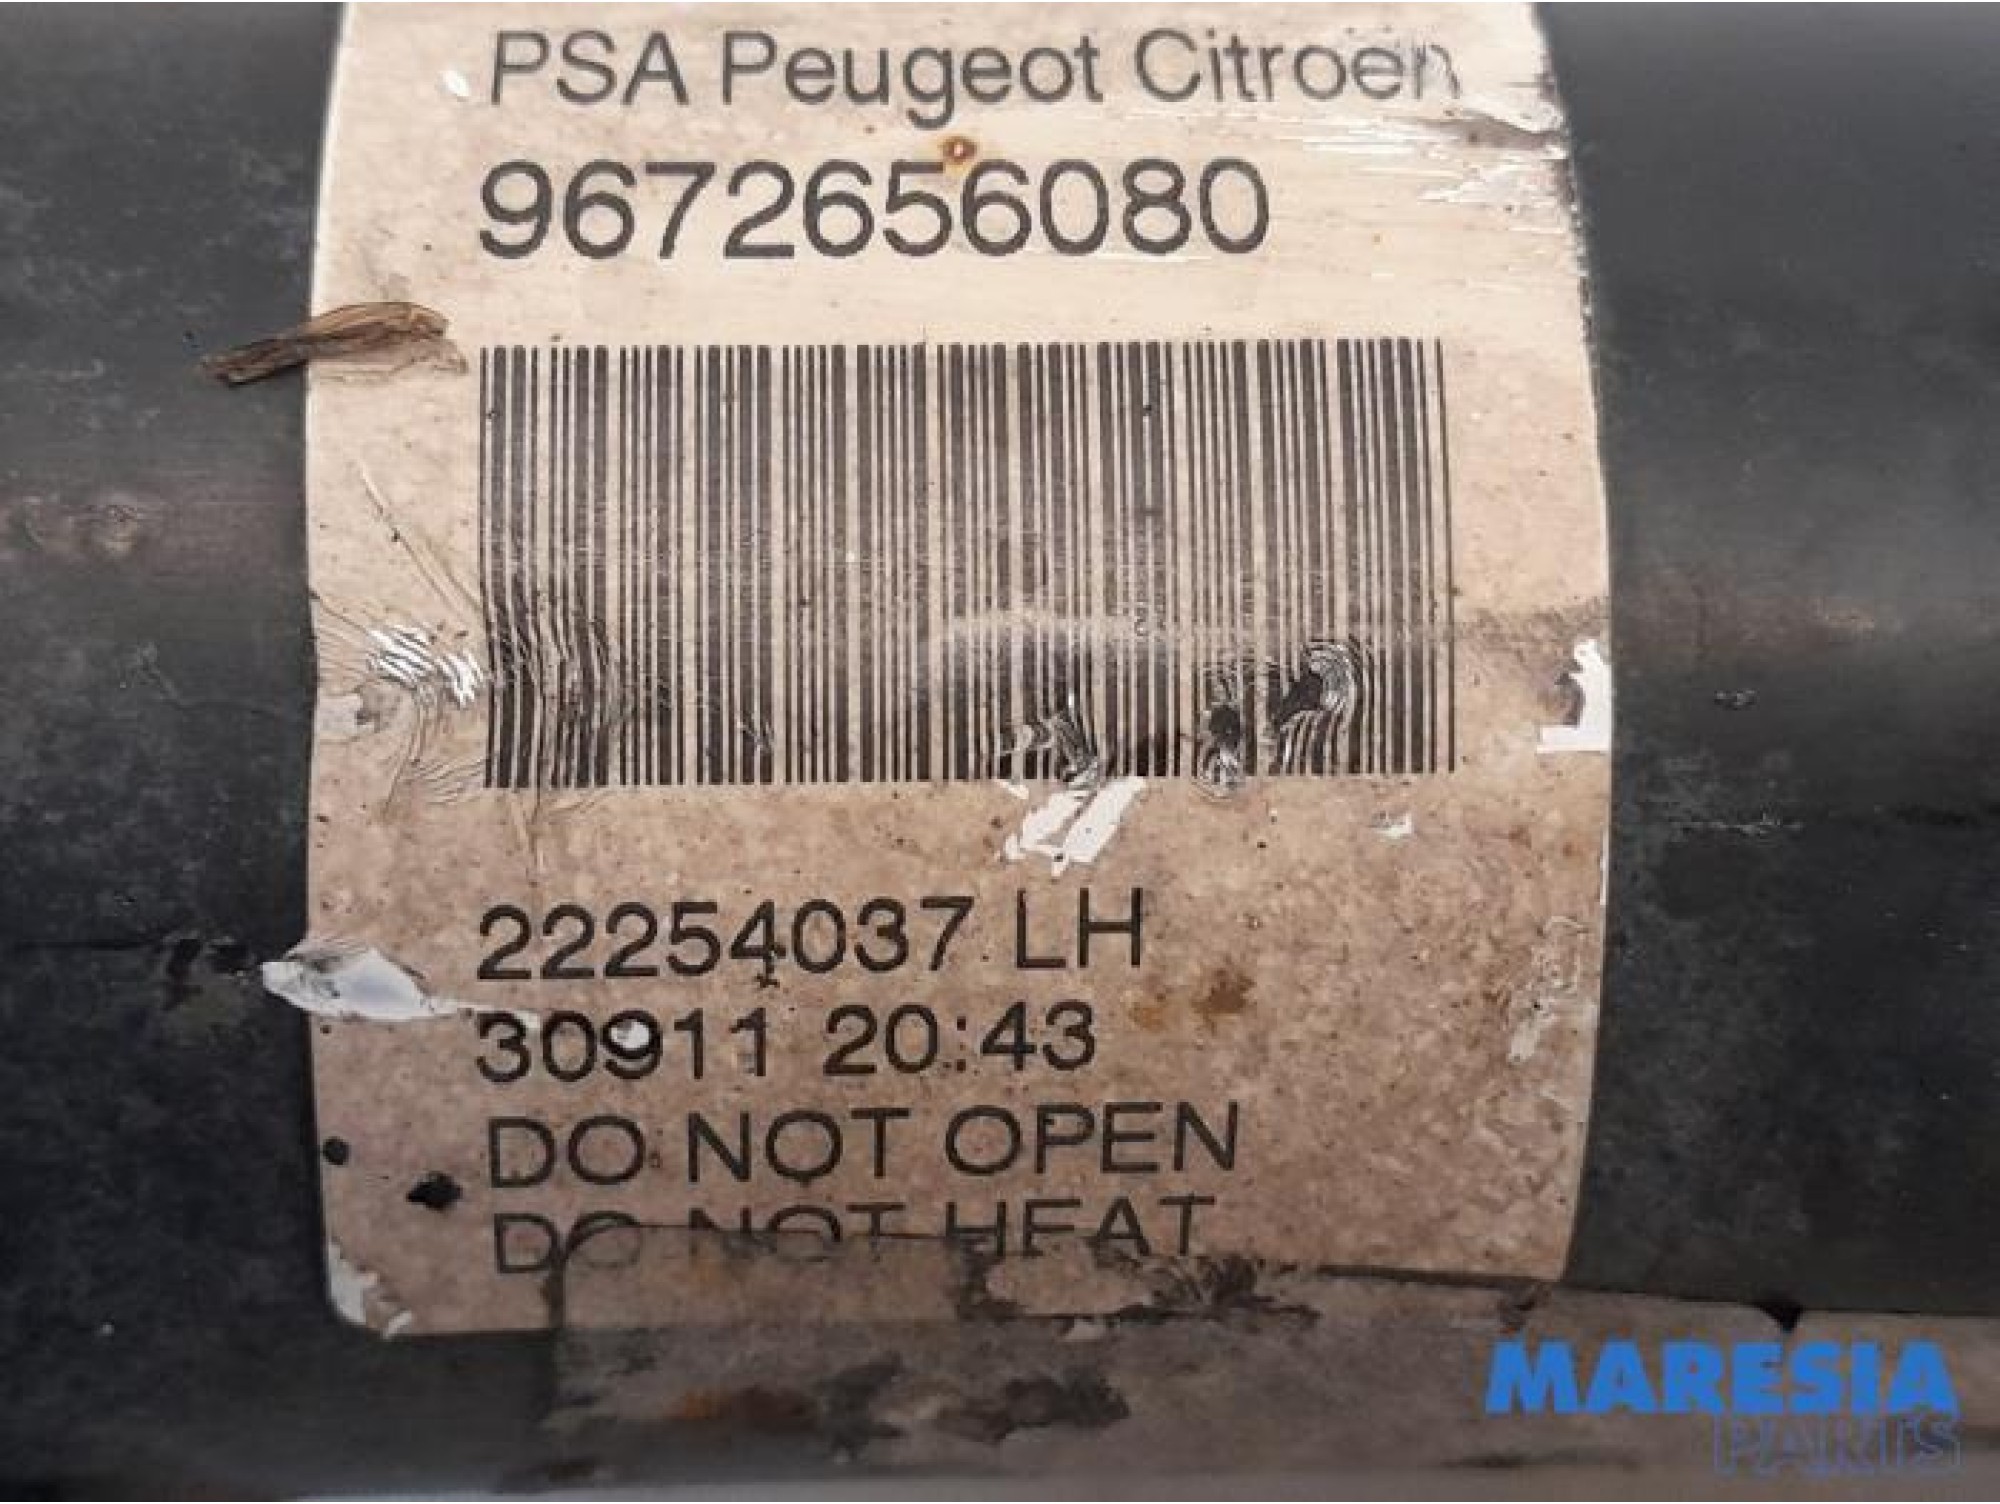 PSA Peugeot Citroen
9672656080
22254037 LH
30911 20:43
DO NOT OPEN
DO NOT HEAT
MARESIA
PARTS